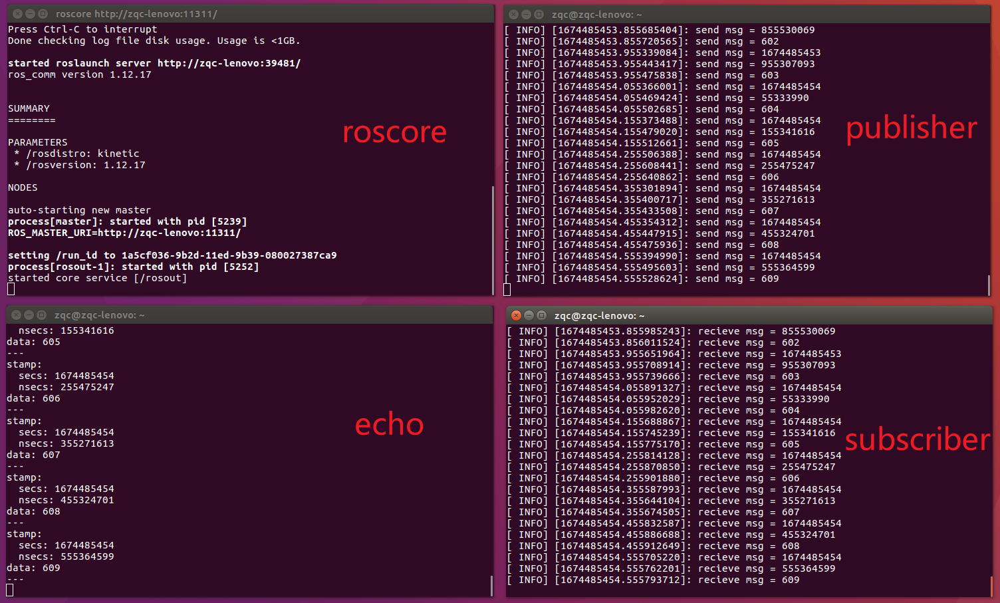 roscore http://zqc-lenovo:11311/
Press Ctrl-C to interrupt
Done checking log file disk usage. Usage is <1GB.
started roslaunch server http://zqc-lenovo:39481/
ros_comm version 1.12.17
SUMMARY
========
PARAMETERS
 * /rosdistro: kinetic
 * /rosversion: 1.12.17
NODES
auto-starting new master
process[master]: started with pid [5239]
ROS_MASTER_URI=http://zqc-lenovo:11311/
setting /run_id to 1a5cf036-9b2d-11ed-9b39-080027387ca9
process[rosout-1]: started with pid [5252]
started core service [/rosout]
roscore
zqc@zqc-lenovo: ~
[ INFO] [1674485453.855685404]: send msg = 855530069
[ INFO] [1674485453.855720565]: send msg = 602
[ INFO] [1674485453.955339084]: send msg = 1674485453
[ INFO] [1674485453.955443417]: send msg = 955307093
[ INFO] [1674485453.955475838]: send msg = 603
[ INFO] [1674485454.055366001]: send msg = 1674485454
[ INFO] [1674485454.055469424]: send msg = 55333990
[ INFO] [1674485454.055502685]: send msg = 604
[ INFO] [1674485454.155373488]: send msg = 1674485454
[ INFO] [1674485454.155479020]: send msg = 155341616
[ INFO] [1674485454.155512661]: send msg = 605
[ INFO] [1674485454.255506388]: send msg = 1674485454
[ INFO] [1674485454.255608441]: send msg = 255475247
[ INFO] [1674485454.255640862]: send msg = 606
[ INFO] [1674485454.355301894]: send msg = 1674485454
[ INFO] [1674485454.355400717]: send msg = 355271613
[ INFO] [1674485454.355433508]: send msg = 607
[ INFO] [1674485454.455354312]: send msg = 1674485454
[ INFO] [1674485454.455447915]: send msg = 455324701
[ INFO] [1674485454.455475936]: send msg = 608
[ INFO] [1674485454.555394990]: send msg = 1674485454
[ INFO] [1674485454.555495603]: send msg = 555364599
[ INFO] [1674485454.555528624]: send msg = 609
publisher
zqc@zqc-lenovo: ~
  nsecs: 155341616
data: 605
---
stamp:
  secs: 1674485454
  nsecs: 255475247
data: 606
---
stamp:
  secs: 1674485454
  nsecs: 355271613
data: 607
---
stamp:
  secs: 1674485454
  nsecs: 455324701
data: 608
---
stamp:
  secs: 1674485454
  nsecs: 555364599
data: 609
---
echo
zqc@zqc-lenovo: ~
[ INFO] [1674485453.855985243]: recieve msg = 855530069
[ INFO] [1674485453.856011524]: recieve msg = 602
[ INFO] [1674485453.955651964]: recieve msg = 1674485453
[ INFO] [1674485453.955708914]: recieve msg = 955307093
[ INFO] [1674485453.955739666]: recieve msg = 603
[ INFO] [1674485454.055891327]: recieve msg = 1674485454
[ INFO] [1674485454.055952029]: recieve msg = 55333990
[ INFO] [1674485454.055982620]: recieve msg = 604
[ INFO] [1674485454.155688867]: recieve msg = 1674485454
[ INFO] [1674485454.155745239]: recieve msg = 155341616
[ INFO] [1674485454.155775170]: recieve msg = 605
[ INFO] [1674485454.255814128]: recieve msg = 1674485454
[ INFO] [1674485454.255870850]: recieve msg = 255475247
[ INFO] [1674485454.255901880]: recieve msg = 606
[ INFO] [1674485454.355587993]: recieve msg = 1674485454
[ INFO] [1674485454.355644104]: recieve msg = 355271613
[ INFO] [1674485454.355674505]: recieve msg = 607
[ INFO] [1674485454.455832587]: recieve msg = 1674485454
[ INFO] [1674485454.455886688]: recieve msg = 455324701
[ INFO] [1674485454.455912649]: recieve msg = 608
[ INFO] [1674485454.555705220]: recieve msg = 1674485454
[ INFO] [1674485454.555762201]: recieve msg = 555364599
[ INFO] [1674485454.555793712]: recieve msg = 609
subscriber